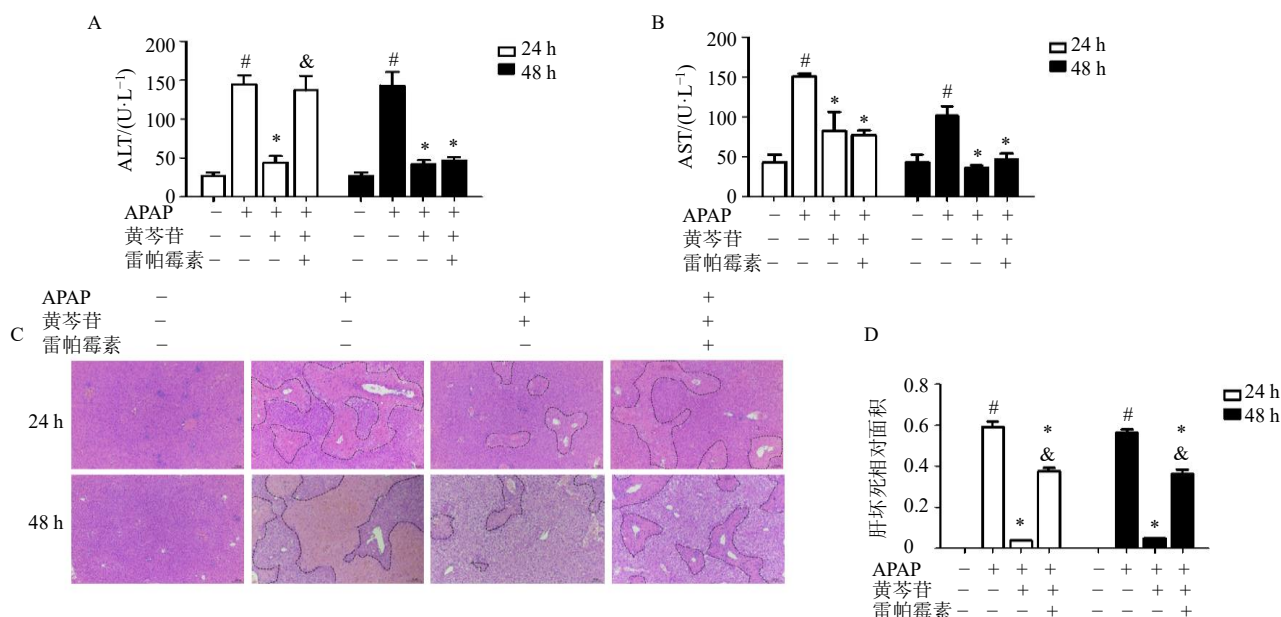 A
ALT/(U·L⁻¹)
200
150
100
50
0
# * & # * *
24 h
48 h
APAP − + + + − + + +
黄芩苷 − − + + − − + +
雷帕霉素 − − − + − − − +
B
AST/(U·L⁻¹)
200
150
100
50
0
# * * # * *
24 h
48 h
APAP − + + + − + + +
黄芩苷 − − + + − − + +
雷帕霉素 − − − + − − − +
C
APAP − + + +
黄芩苷 − − + +
雷帕霉素 − − − +
24 h
48 h
D
肝坏死相对面积
0.8
0.6
0.4
0.2
0
# * * & # * * &
24 h
48 h
APAP − + + + − + + +
黄芩苷 − − + + − − + +
雷帕霉素 − − − + − − − +